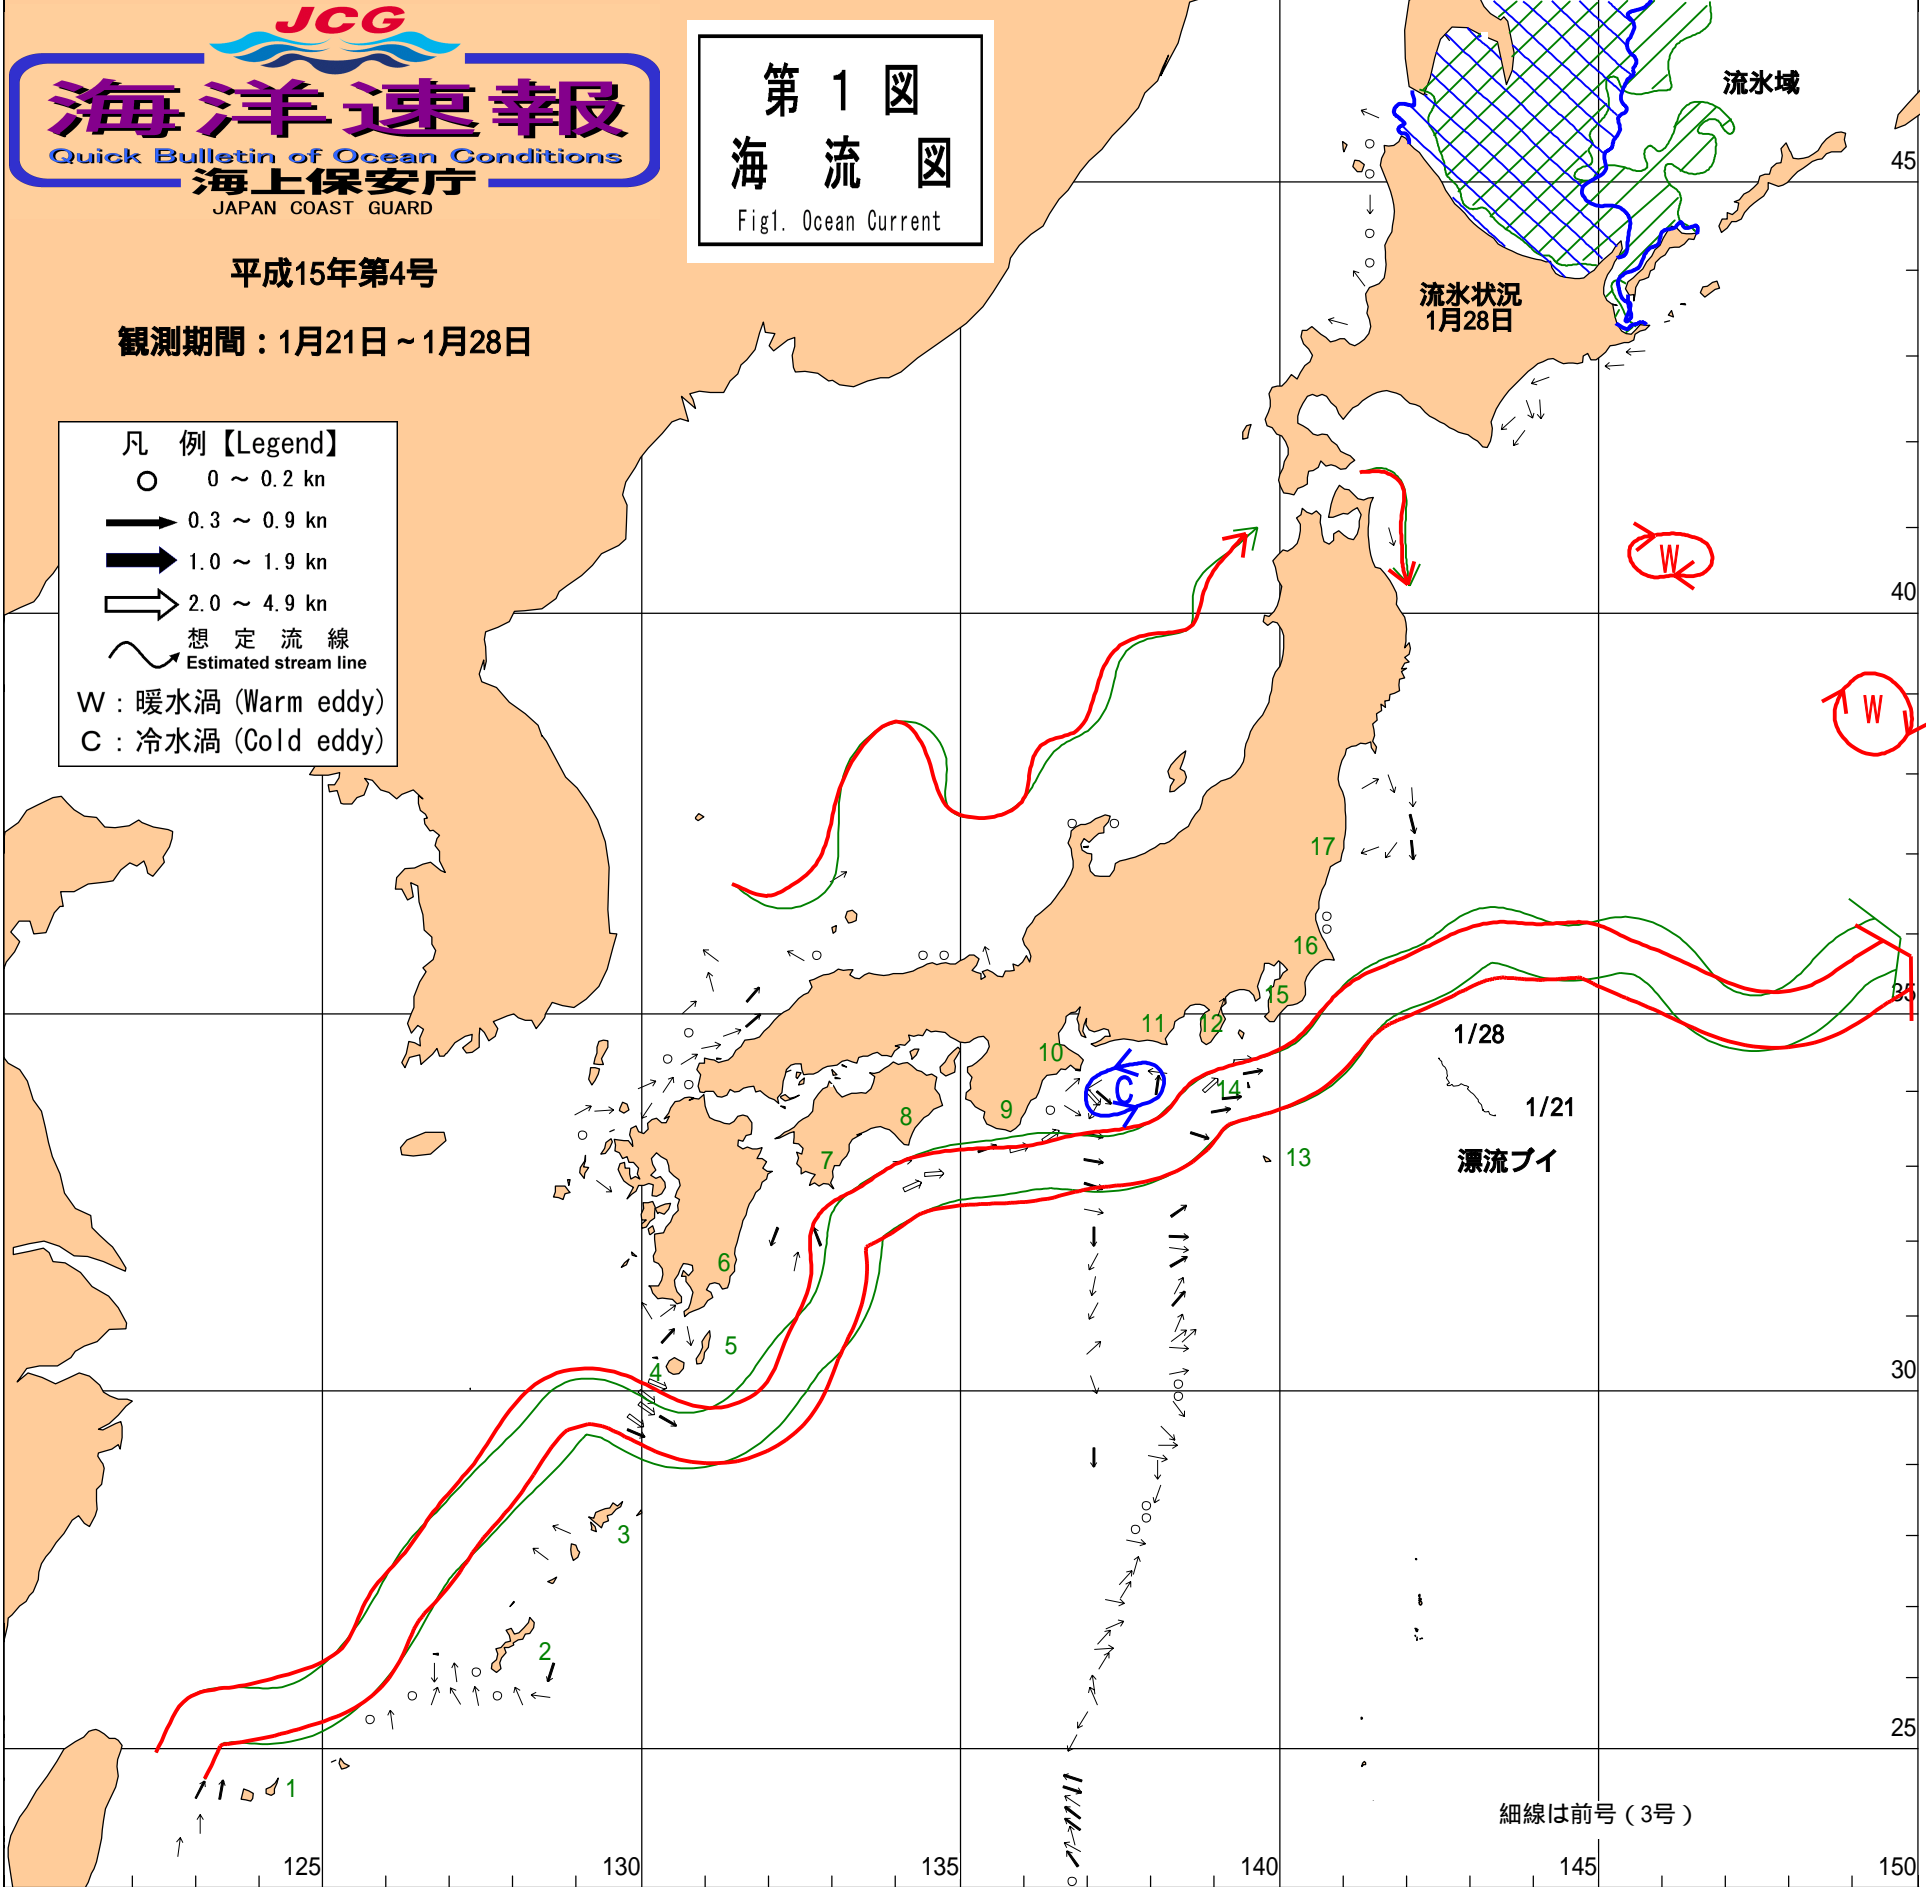 JCG
海洋速報
Quick Bulletin of Ocean Conditions
海上保安庁
JAPAN COAST GUARD
平成15年第4号
観測期間：1月21日～1月28日
第 1 図
海 流 図
Fig1. Ocean Current
凡 例【Legend】
0 ～ 0.2 kn
0.3 ～ 0.9 kn
1.0 ～ 1.9 kn
2.0 ～ 4.9 kn
想 定 流 線
Estimated stream line
W：暖水渦(Warm eddy)
C：冷水渦(Cold eddy)
流氷域
45
流氷状況
1月28日
W
40
W
17
16
15
35
11
12
1/28
10
C
14
9
8
1/21
7
13
漂流ブイ
6
5
4
30
3
2
25
1
細線は前号（3号）
125
130
135
140
145
150